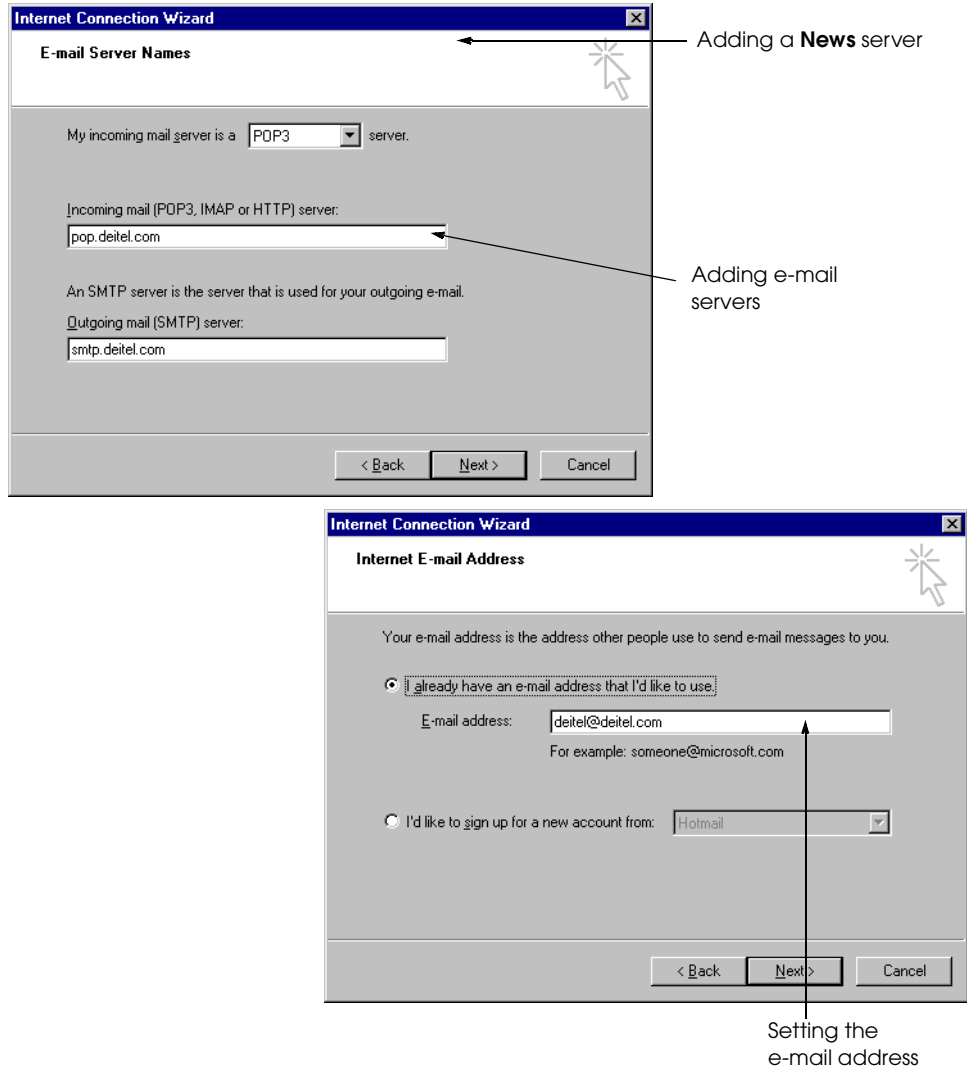 Internet Connection Wizard
E-mail Server Names
Adding a News server
My incoming mail server is a POP3 server.
Incoming mail (POP3, IMAP or HTTP) server:
pop.deitel.com
Adding e-mail
servers
An SMTP server is the server that is used for your outgoing e-mail.
Outgoing mail (SMTP) server:
smtp.deitel.com
< Back Next > Cancel
Internet Connection Wizard
Internet E-mail Address
Your e-mail address is the address other people use to send e-mail messages to you.
I already have an e-mail address that I'd like to use.
E-mail address: deitel@deitel.com
For example: someone@microsoft.com
I'd like to sign up for a new account from: Hotmail
< Back Next > Cancel
Setting the
e-mail address